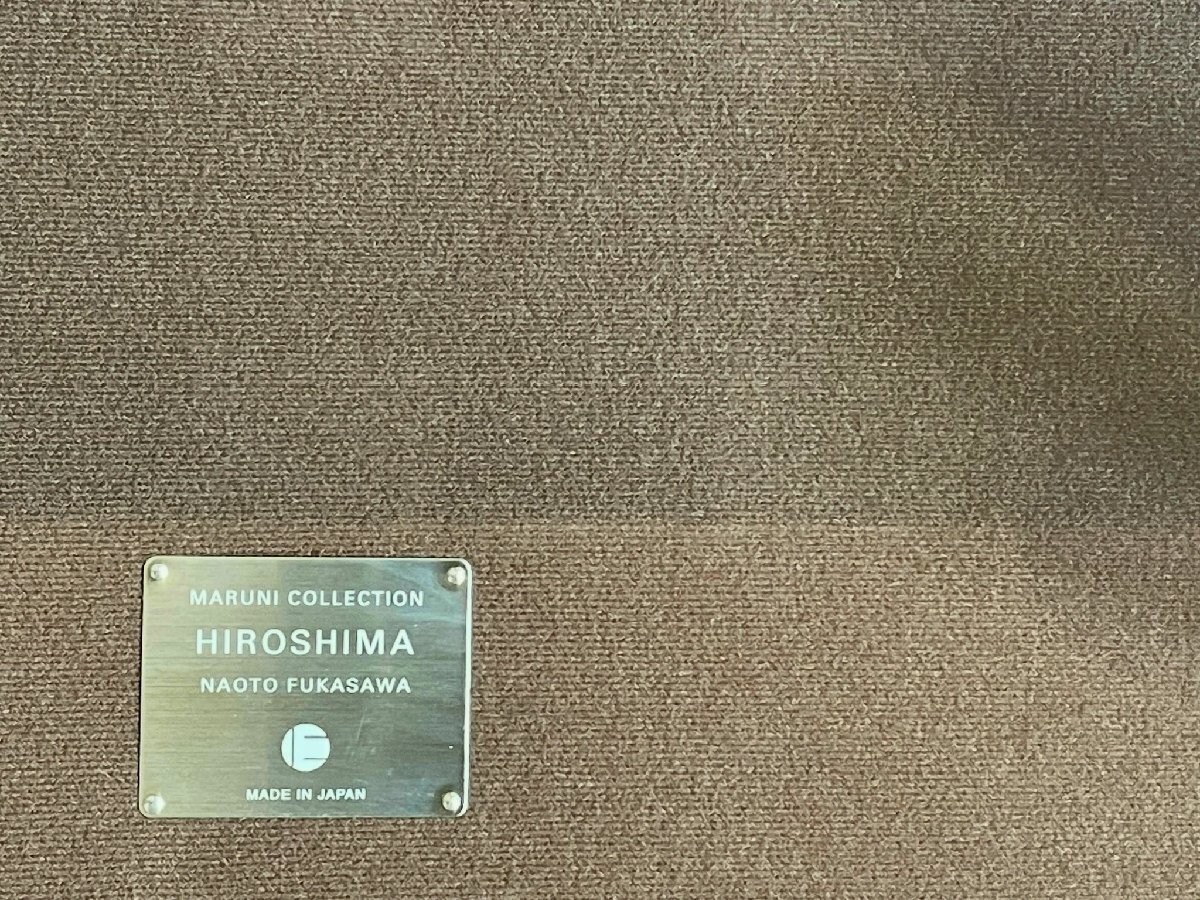 MARUNI COLLECTION
HIROSHIMA
NAOTO FUKASAWA
MADE IN JAPAN